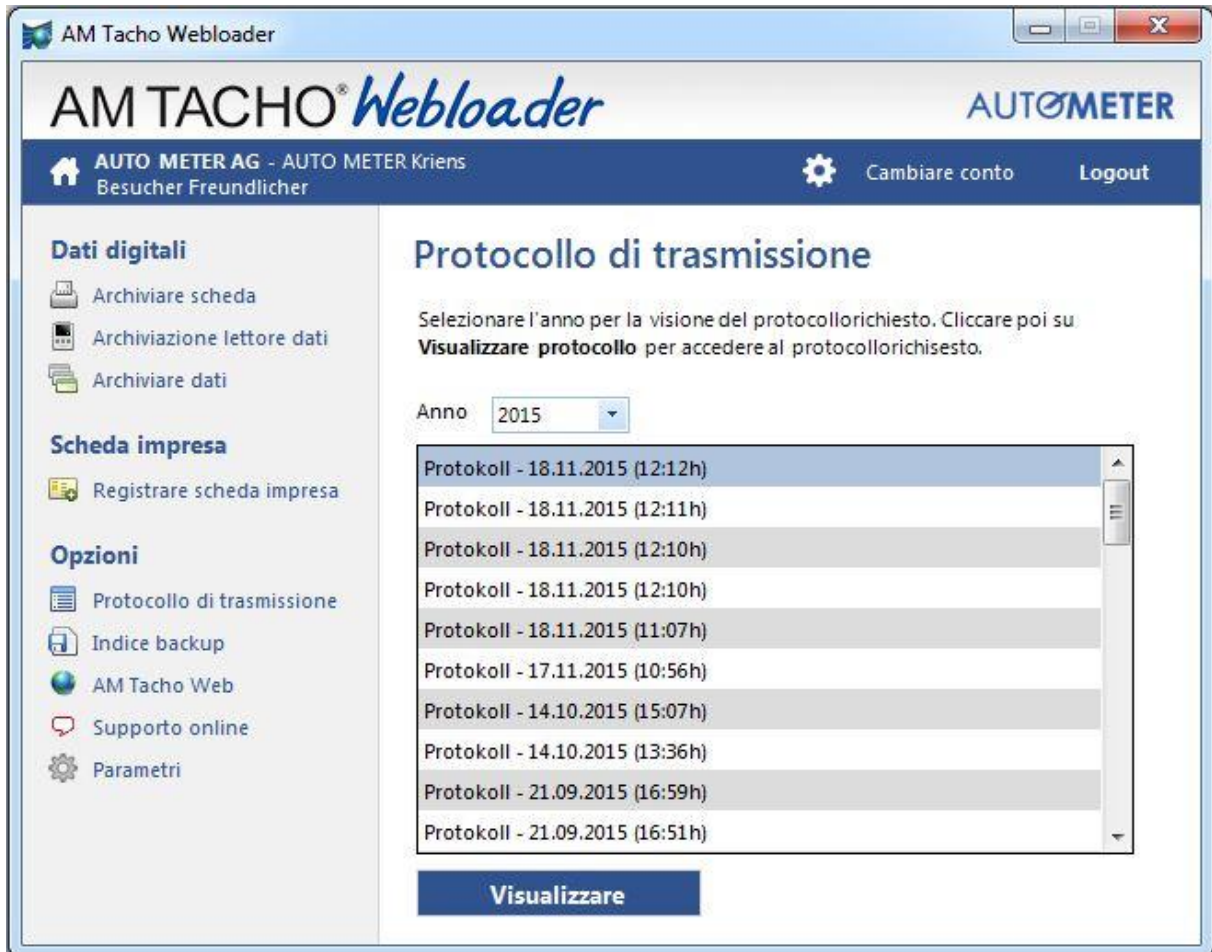 AM Tacho Webloader
AM TACHO® Webloader
AUTOMETER
AUTO METER AG - AUTO METER Kriens
Besucher Freundlicher
Cambiare conto
Logout
Dati digitali
Archiviare scheda
Archiviazione lettore dati
Archiviare dati
Scheda impresa
Registrare scheda impresa
Opzioni
Protocollo di trasmissione
Indice backup
AM Tacho Web
Supporto online
Parametri
Protocollo di trasmissione
Selezionare l'anno per la visione del protocollorichiesto. Cliccare poi su
Visualizzare protocollo per accedere al protocollorichisesto.
Anno 2015
Protokoll - 18.11.2015 (12:12h)
Protokoll - 18.11.2015 (12:11h)
Protokoll - 18.11.2015 (12:10h)
Protokoll - 18.11.2015 (12:10h)
Protokoll - 18.11.2015 (11:07h)
Protokoll - 17.11.2015 (10:56h)
Protokoll - 14.10.2015 (15:07h)
Protokoll - 14.10.2015 (13:36h)
Protokoll - 21.09.2015 (16:59h)
Protokoll - 21.09.2015 (16:51h)
Visualizzare